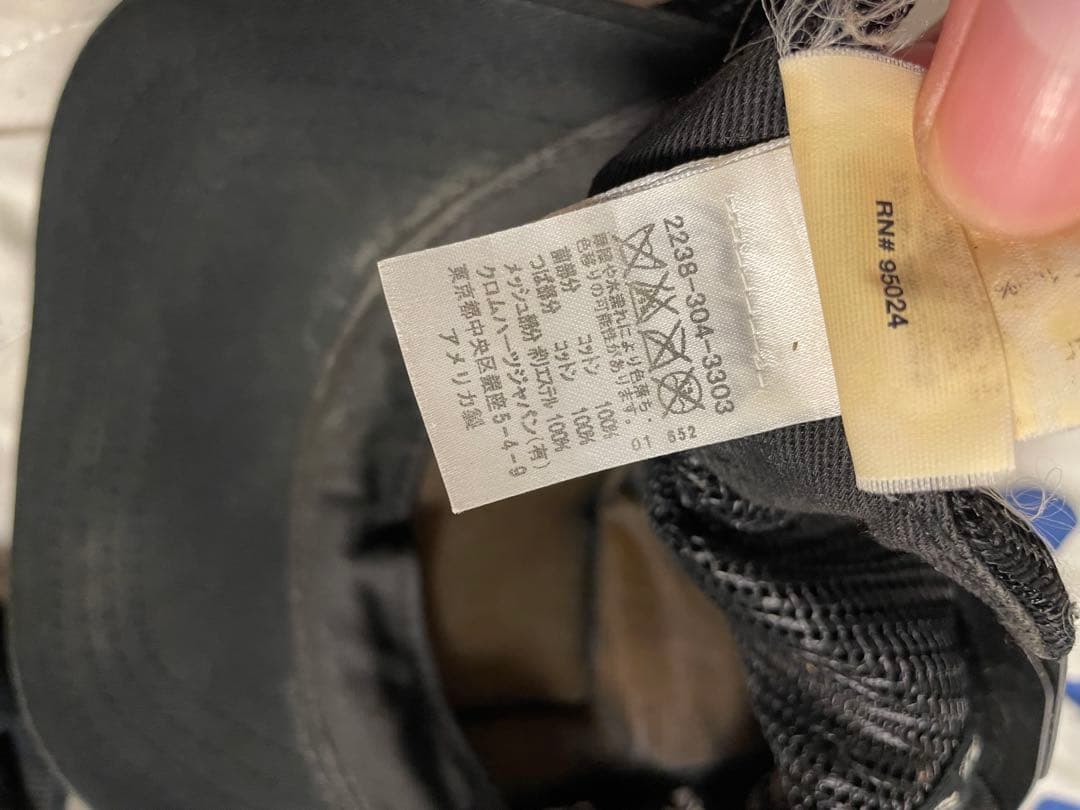 RN# 95024
2238-304-3303
摩擦や水濡れにより色落ち・
色移りの可能性があります。
前部分 コットン 100%
つば部分 コットン 100%
メッシュ部分 ポリエステル 100%
クロムハーツジャパン(有)
東京都中央区銀座5-4-9
アメリカ製
01 652